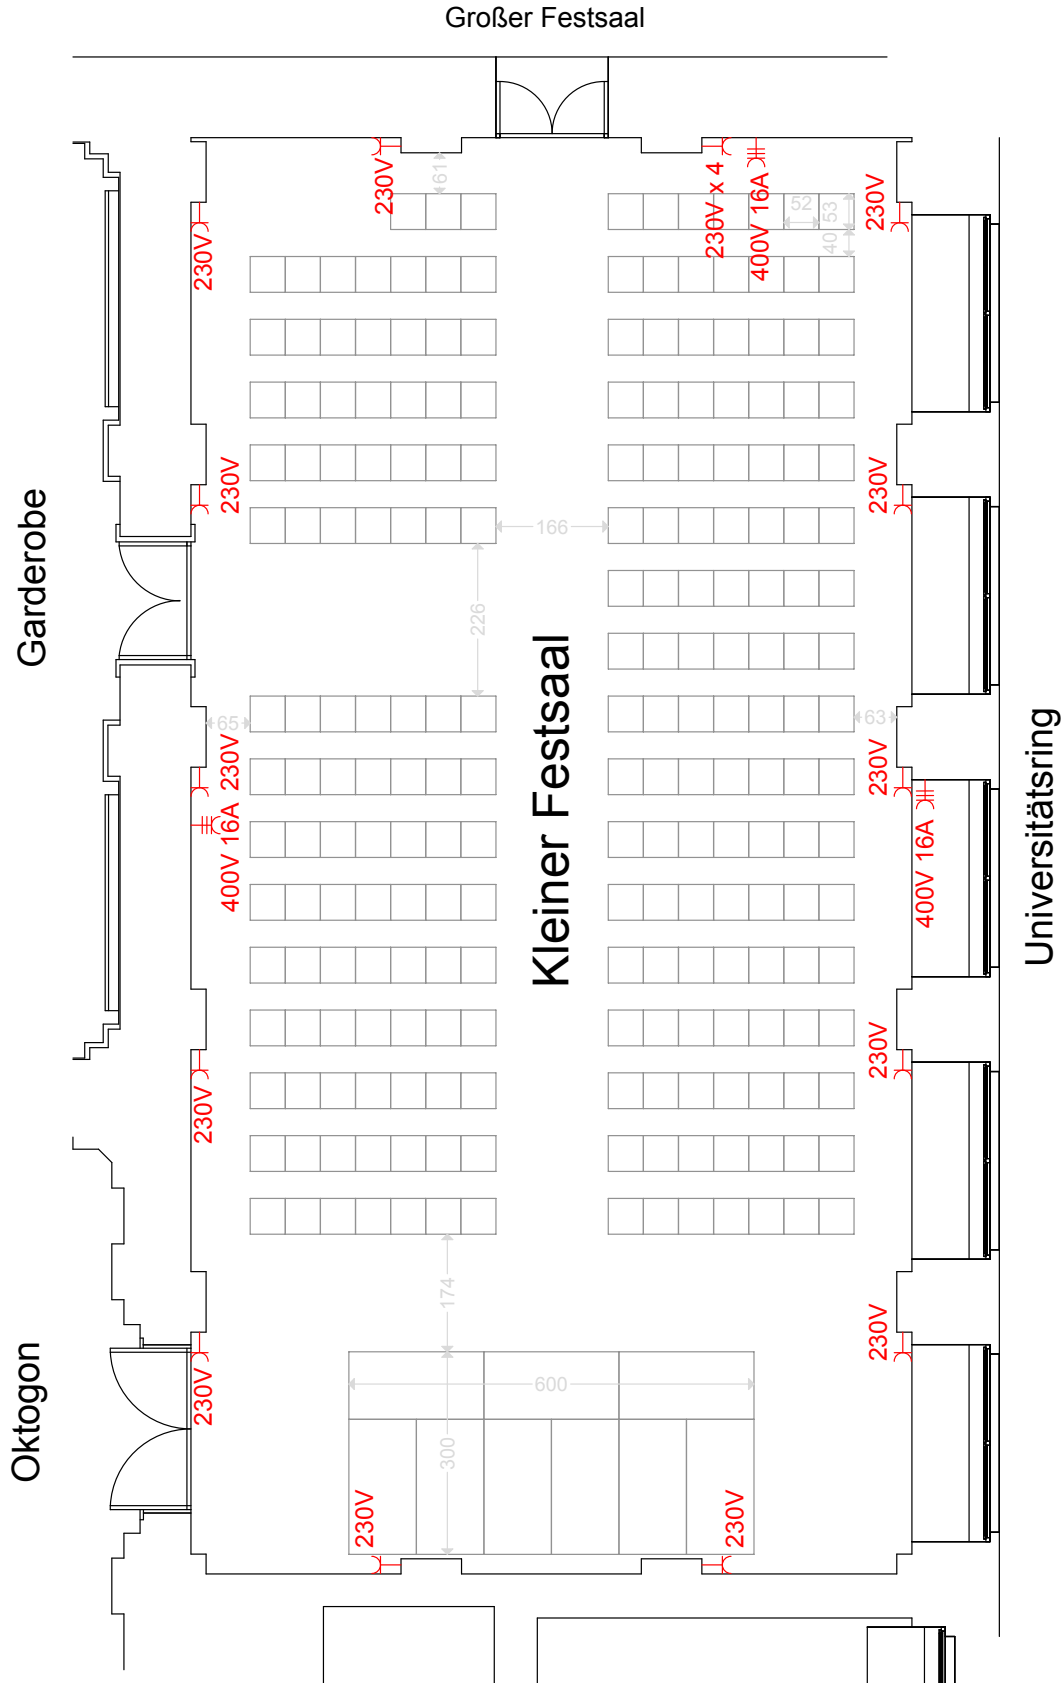 Großer Festsaal
230V
230V x 4
400V 16A
61
52
53
40
230V
230V
230V
230V
166
226
Garderobe
Kleiner Festsaal
65
63
230V
230V
400V 16A
400V 16A
Universitätsring
230V
230V
174
230V
230V
Oktogon
600
300
230V
230V